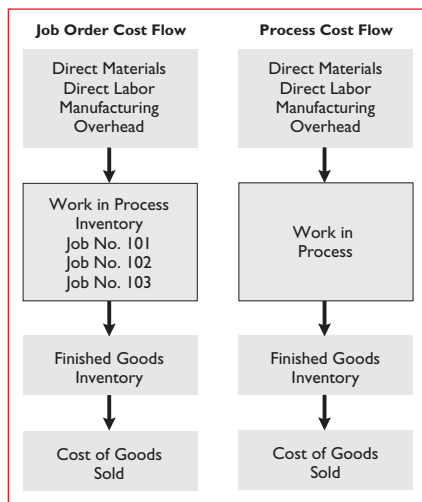 Job Order Cost Flow
Direct Materials
Direct Labor
Manufacturing
Overhead
Work in Process
Inventory
Job No. 101
Job No. 102
Job No. 103
Finished Goods
Inventory
Cost of Goods
Sold
Process Cost Flow
Direct Materials
Direct Labor
Manufacturing
Overhead
Work in
Process
Finished Goods
Inventory
Cost of Goods
Sold